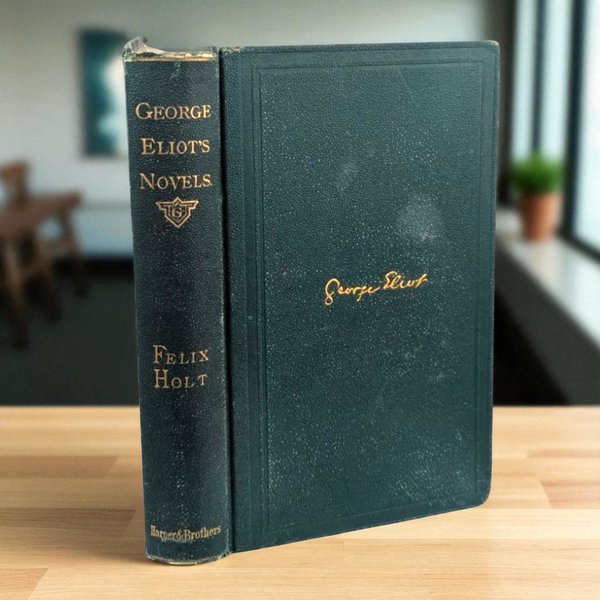 GEORGE
ELIOT'S
NOVELS.
G
FELIX
HOLT
Harper & Brothers
George Eliot